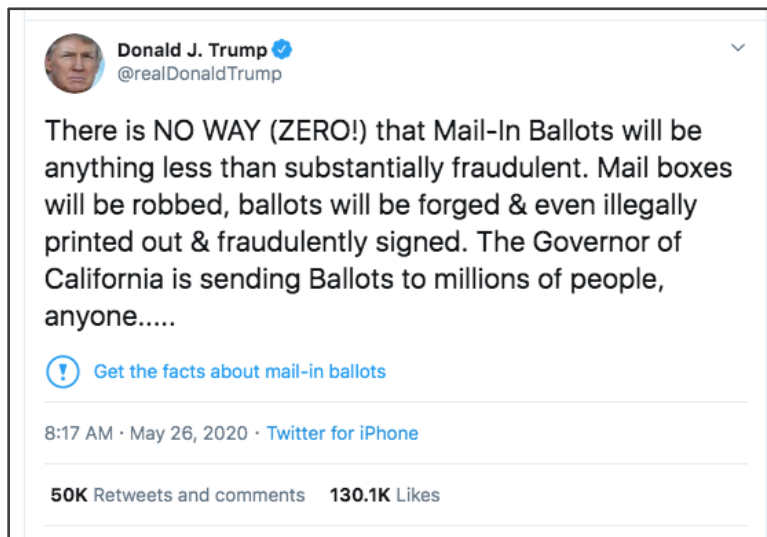 Donald J. Trump
@realDonaldTrump
There is NO WAY (ZERO!) that Mail-In Ballots will be
anything less than substantially fraudulent. Mail boxes
will be robbed, ballots will be forged & even illegally
printed out & fraudulently signed. The Governor of
California is sending Ballots to millions of people,
anyone.....
Get the facts about mail-in ballots
8:17 AM · May 26, 2020 · Twitter for iPhone
50K Retweets and comments 130.1K Likes